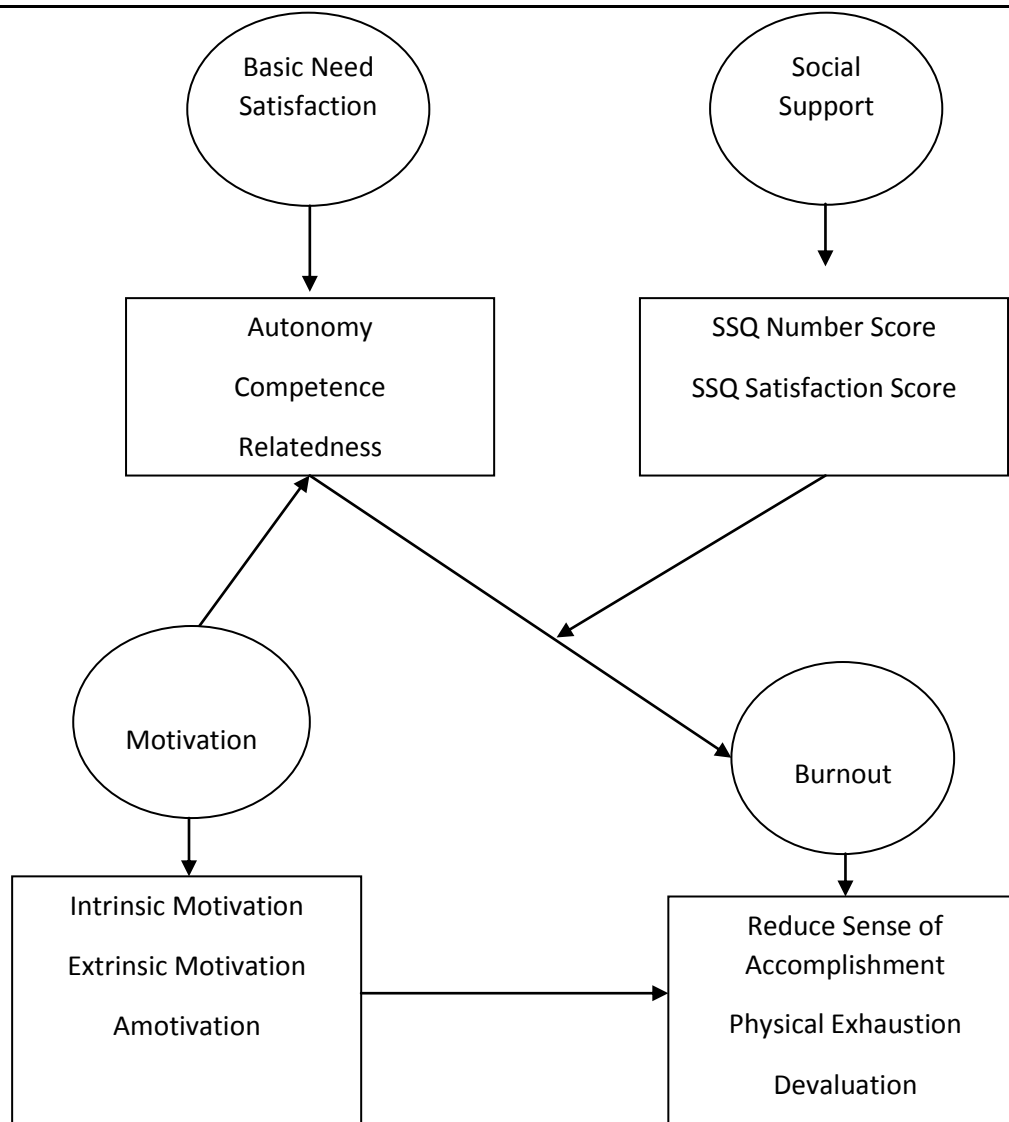 Basic Need
Satisfaction
Social
Support
Autonomy
Competence
Relatedness
SSQ Number Score
SSQ Satisfaction Score
Motivation
Burnout
Intrinsic Motivation
Extrinsic Motivation
Amotivation
Reduce Sense of
Accomplishment
Physical Exhaustion
Devaluation